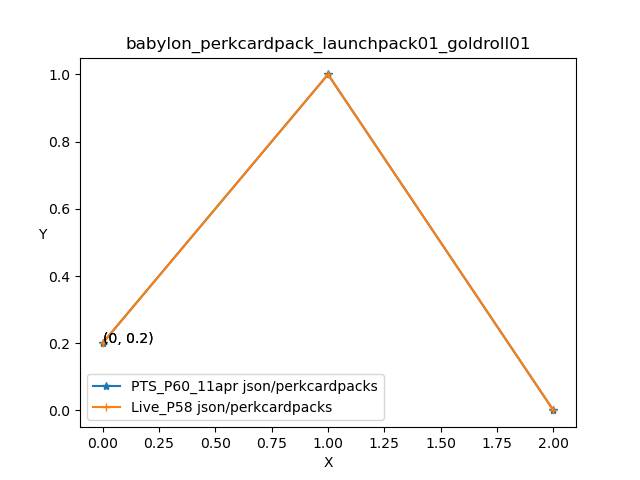 babylon_perkcardpack_launchpack01_goldroll01
1.0
0.8
0.6
Y
0.4
(0, 0.2)
0.2
PTS_P60_11apr json/perkcardpacks
Live_P58 json/perkcardpacks
0.0
0.00 0.25 0.50 0.75 1.00 1.25 1.50 1.75 2.00
X